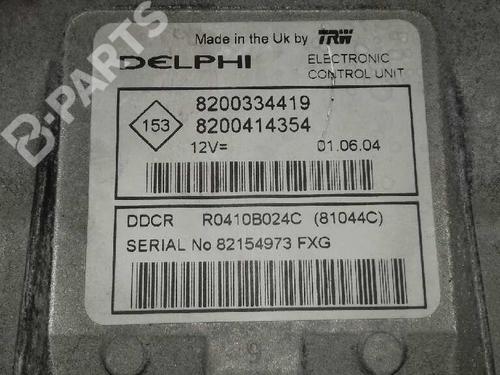 Made in the Uk by TRW
DELPHI
ELECTRONIC
CONTROL UNIT
153
8200334419
8200414354
12V= 01.06.04
DDCR R0410B024C (81044C)
SERIAL No 82154973 FXG
B-PARTS